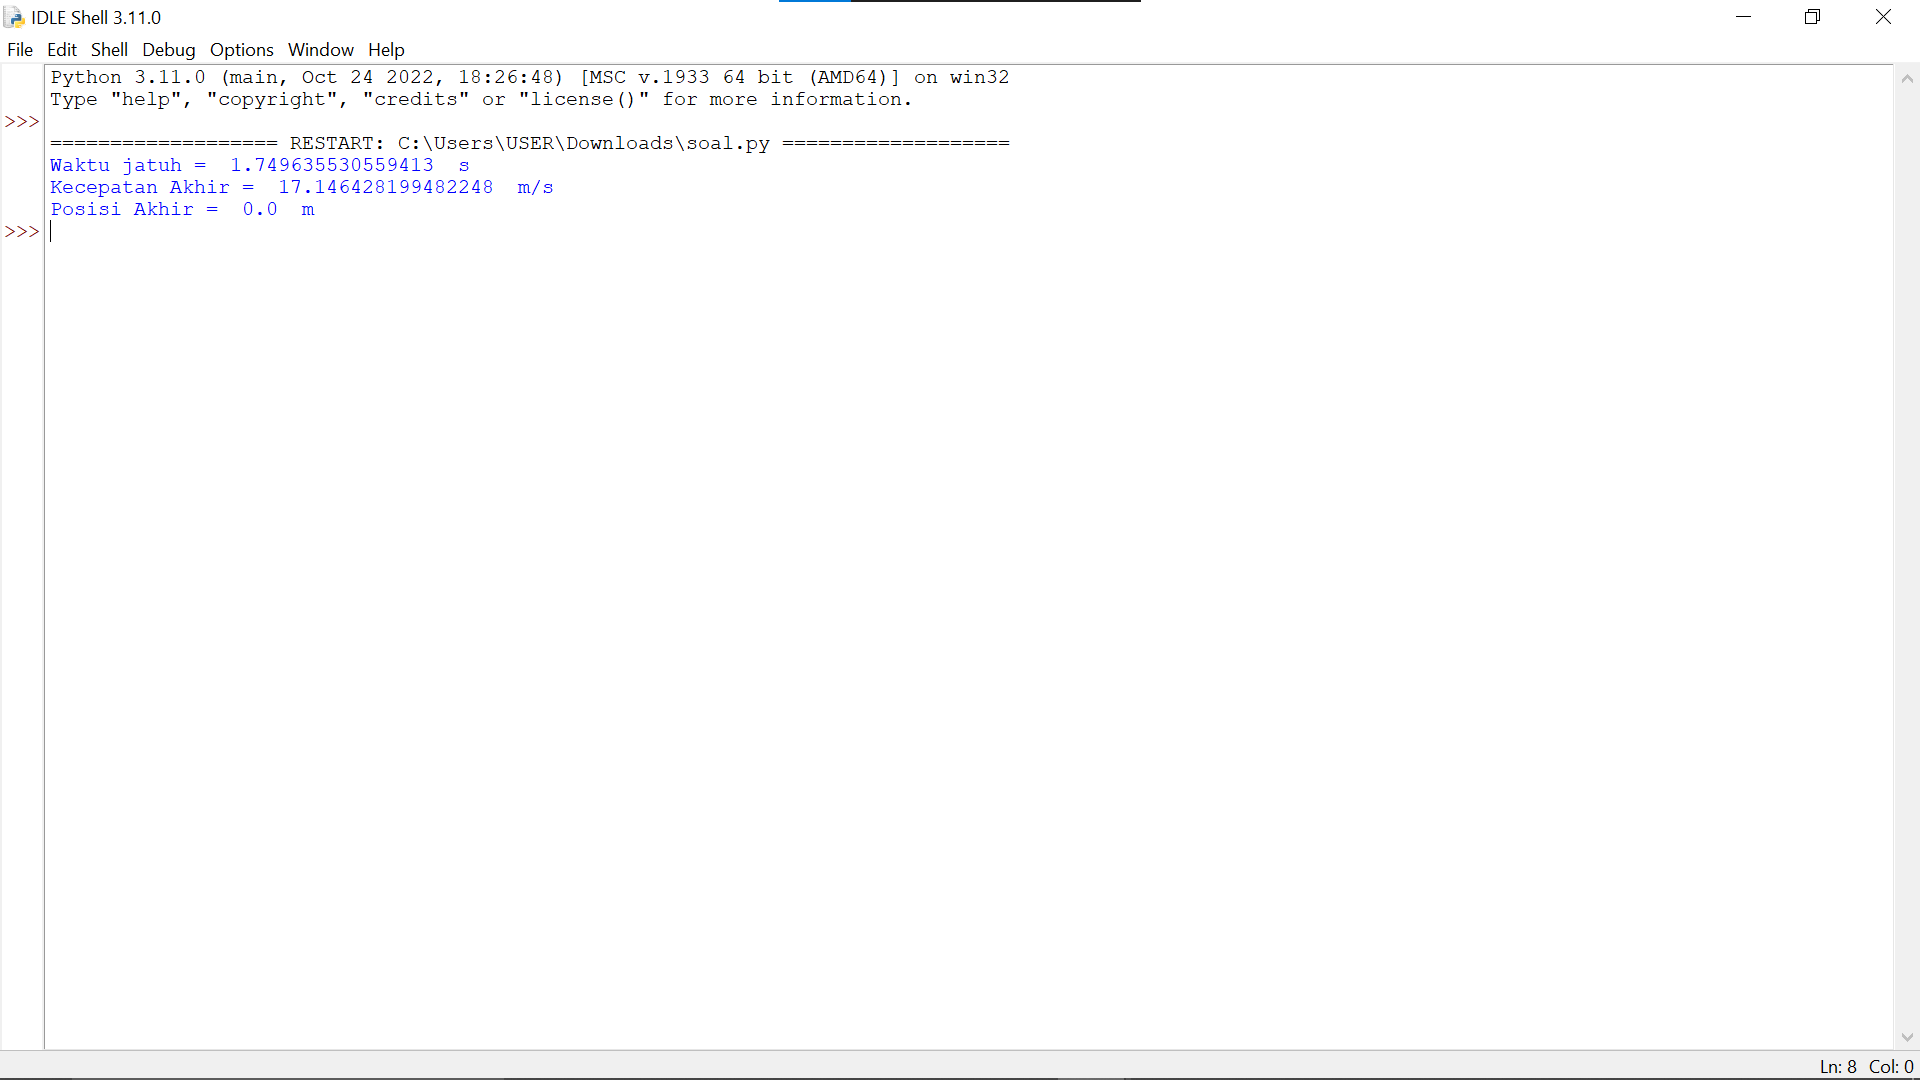 IDLE Shell 3.11.0
File Edit Shell Debug Options Window Help
Python 3.11.0 (main, Oct 24 2022, 18:26:48) [MSC v.1933 64 bit (AMD64)] on win32
Type "help", "copyright", "credits" or "license()" for more information.
>>>
=================== RESTART: C:\Users\USER\Downloads\soal.py ===================
Waktu jatuh =  1.749635530559413  s
Kecepatan Akhir =  17.146428199482248  m/s
Posisi Akhir =  0.0  m
>>>
Ln: 8 Col: 0